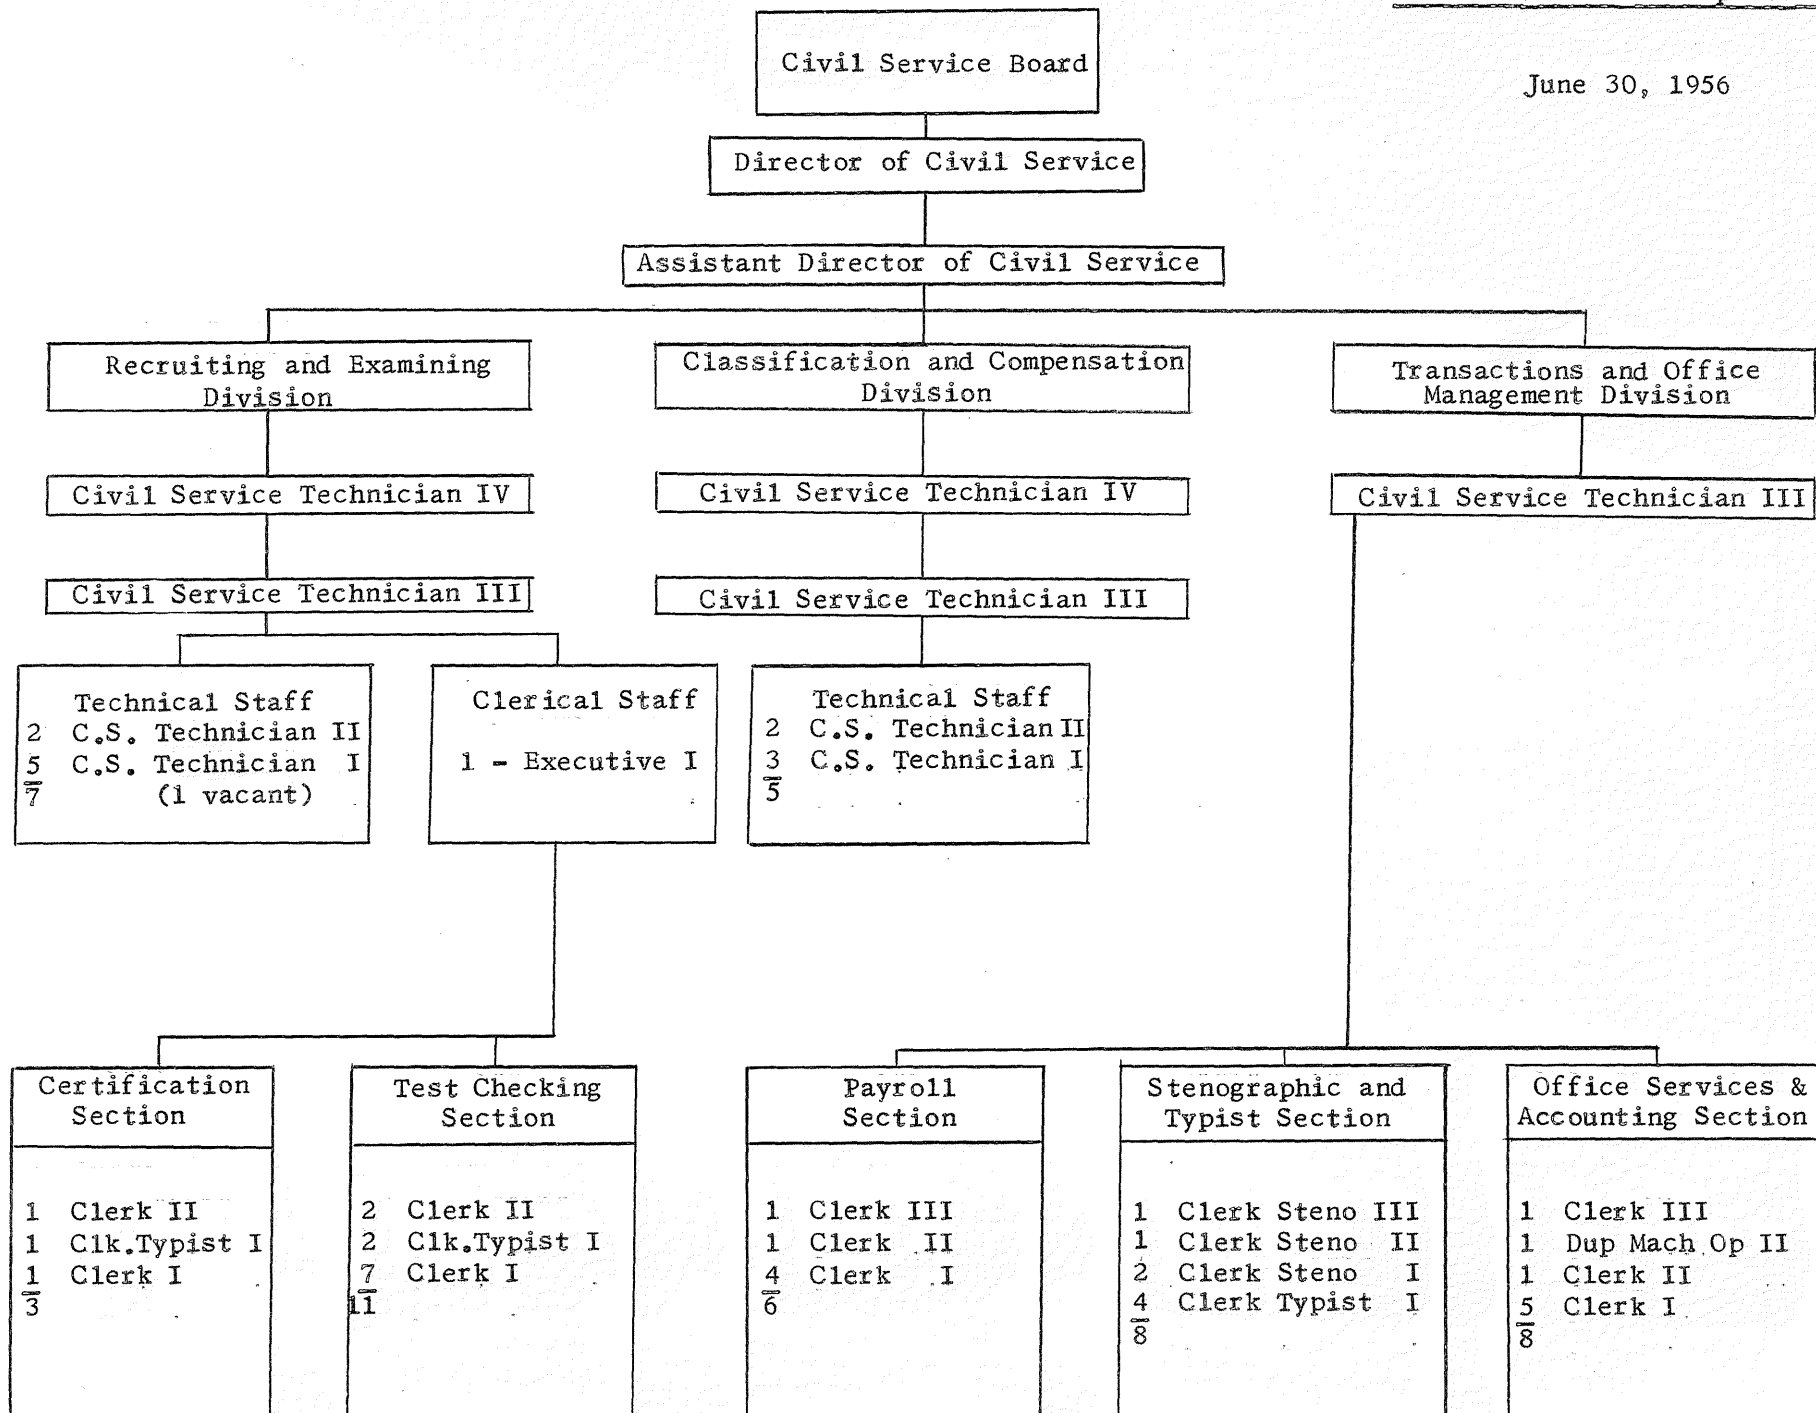 Civil Service Board
June 30, 1956
Director of Civil Service
Assistant Director of Civil Service
Recruiting and Examining
Division
Classification and Compensation
Division
Transactions and Office
Management Division
Civil Service Technician IV
Civil Service Technician IV
Civil Service Technician III
Civil Service Technician III
Civil Service Technician III
Technical Staff
2 C.S. Technician II
5 C.S. Technician I
7 (1 vacant)
Clerical Staff
1 - Executive I
Technical Staff
2 C.S. Technician II
3 C.S. Technician I
5
Certification
Section
1 Clerk II
1 Clk.Typist I
1 Clerk I
3
Test Checking
Section
2 Clerk II
2 Clk.Typist I
7 Clerk I
11
Payroll
Section
1 Clerk III
1 Clerk II
4 Clerk I
6
Stenographic and
Typist Section
1 Clerk Steno III
1 Clerk Steno II
2 Clerk Steno I
4 Clerk Typist I
8
Office Services &
Accounting Section
1 Clerk III
1 Dup Mach Op II
1 Clerk II
5 Clerk I
8